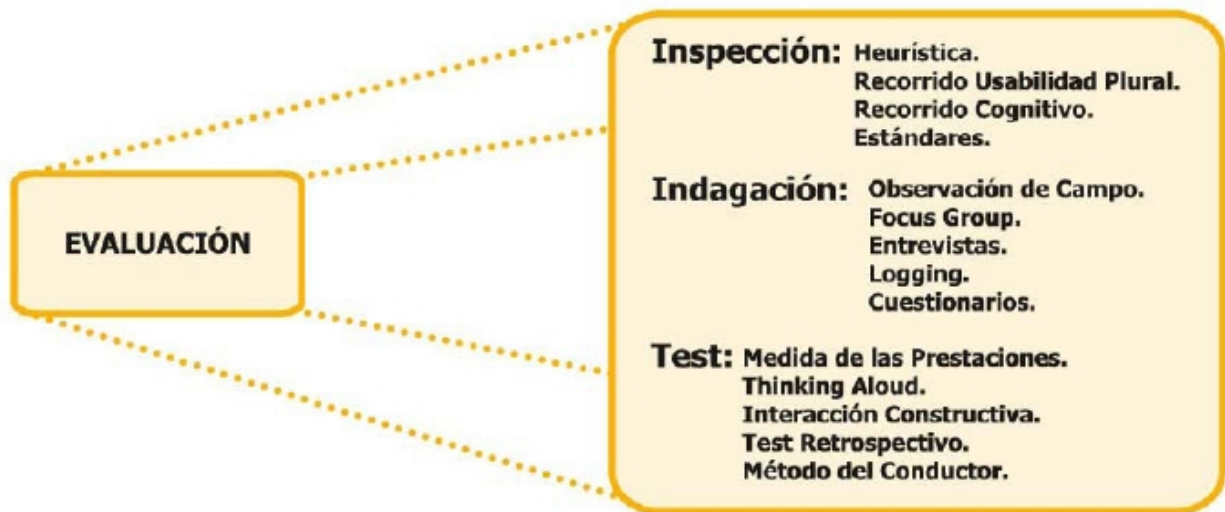 EVALUACIÓN
Inspección: Heurística.
Recorrido Usabilidad Plural.
Recorrido Cognitivo.
Estándares.
Indagación: Observación de Campo.
Focus Group.
Entrevistas.
Logging.
Cuestionarios.
Test: Medida de las Prestaciones.
Thinking Aloud.
Interacción Constructiva.
Test Retrospectivo.
Método del Conductor.